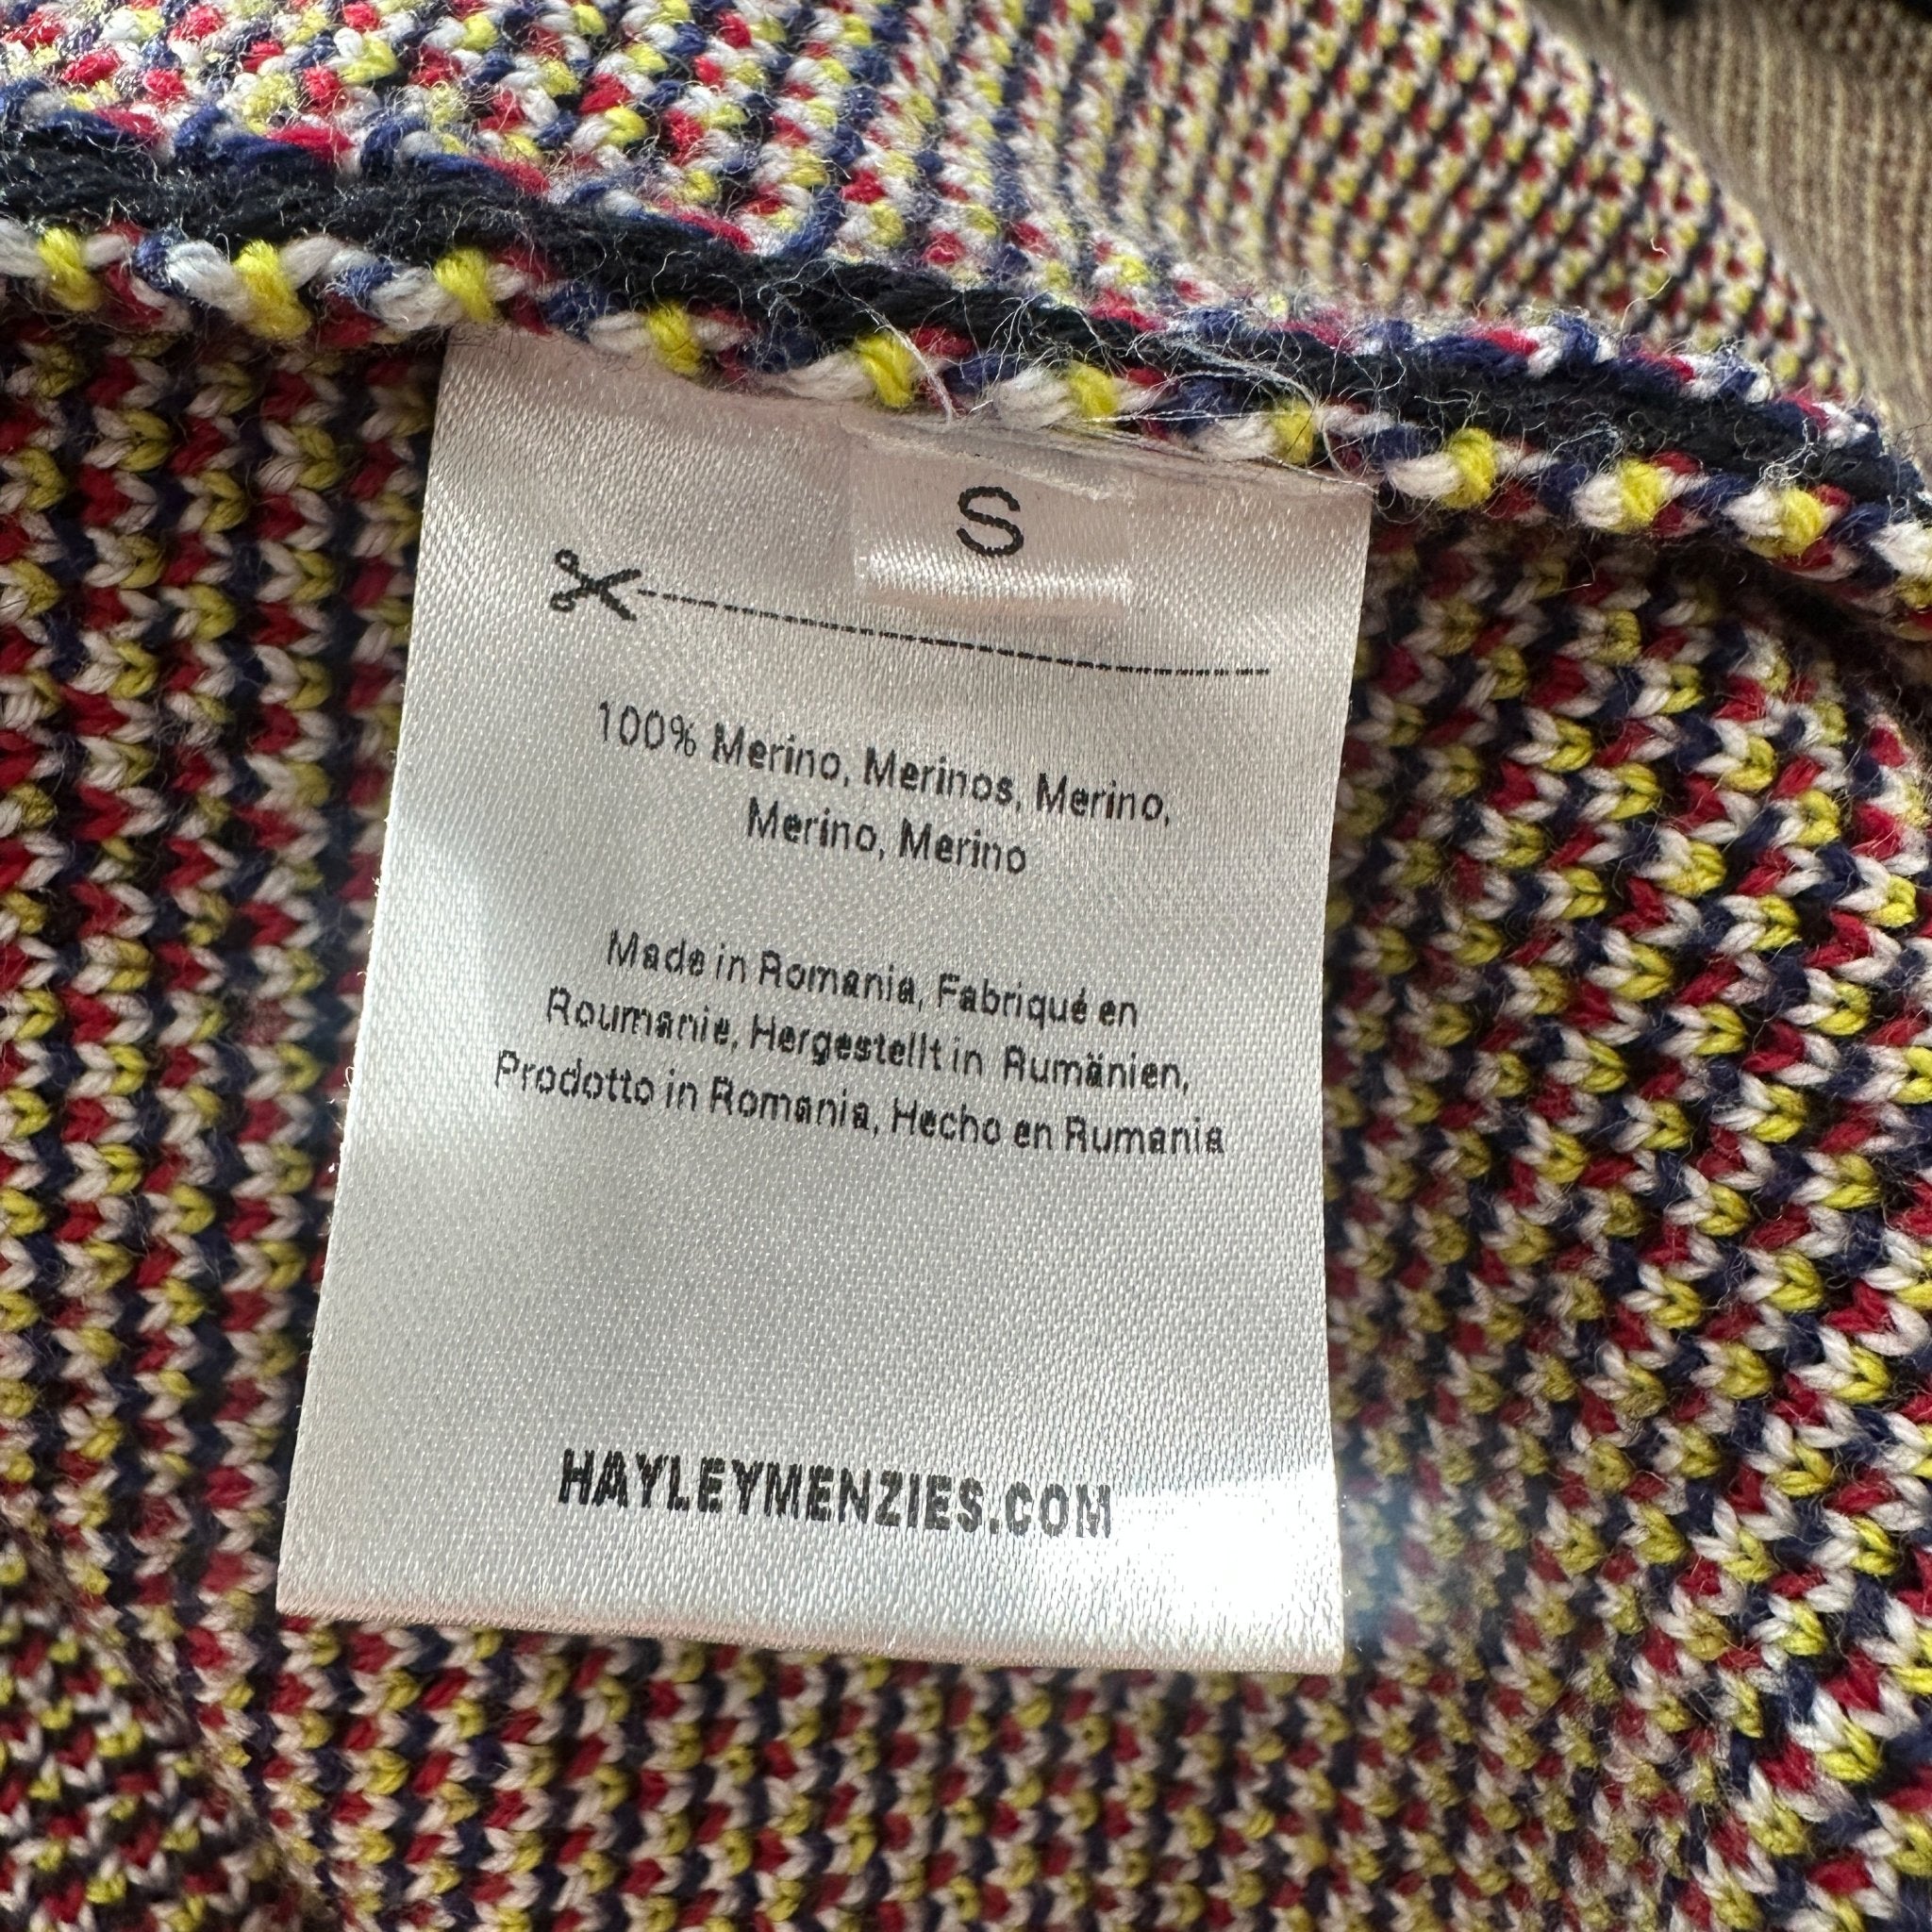 S
100% Merino, Merinos, Merino,
Merino, Merino
Made in Romania, Fabriqué en
Roumanie, Hergestellt in Rumänien,
Prodotto in Romania, Hecho en Rumania
HAYLEYMENZIES.COM